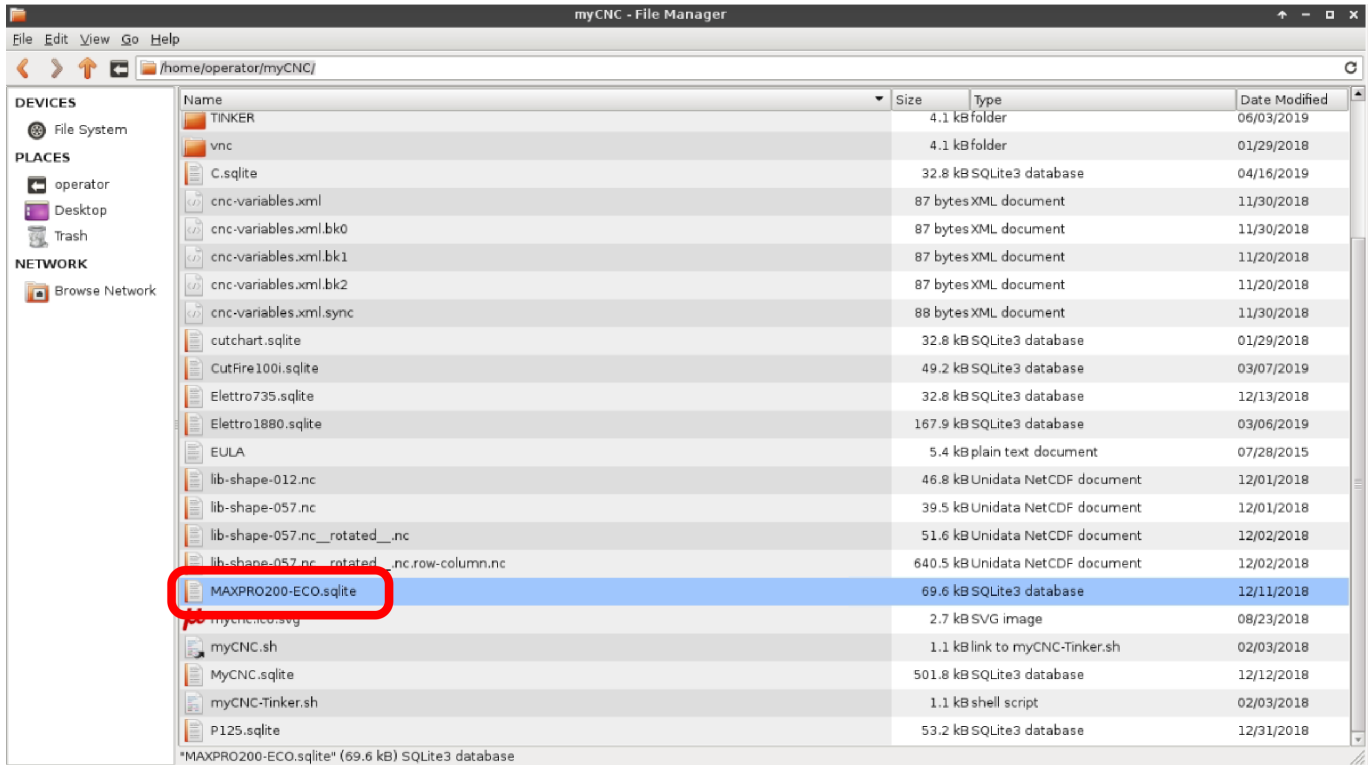 myCNC - File Manager
File Edit View Go Help
/home/operator/myCNC/
DEVICES
File System
PLACES
operator
Desktop
Trash
NETWORK
Browse Network
Name Size Type Date Modified
TINKER 4.1 kB folder 06/03/2019
vnc 4.1 kB folder 01/29/2018
C.sqlite 32.8 kB SQLite3 database 04/16/2019
cnc-variables.xml 87 bytes XML document 11/30/2018
cnc-variables.xml.bk0 87 bytes XML document 11/30/2018
cnc-variables.xml.bk1 87 bytes XML document 11/20/2018
cnc-variables.xml.bk2 87 bytes XML document 11/20/2018
cnc-variables.xml.sync 88 bytes XML document 11/30/2018
cutchart.sqlite 32.8 kB SQLite3 database 01/29/2018
CutFire100i.sqlite 49.2 kB SQLite3 database 03/07/2019
Elettro735.sqlite 32.8 kB SQLite3 database 12/13/2018
Elettro1880.sqlite 167.9 kB SQLite3 database 03/06/2019
EULA 5.4 kB plain text document 07/28/2015
lib-shape-012.nc 46.8 kB Unidata NetCDF document 12/01/2018
lib-shape-057.nc 39.5 kB Unidata NetCDF document 12/01/2018
lib-shape-057.nc__rotated__.nc 51.6 kB Unidata NetCDF document 12/02/2018
lib-shape-057.nc__rotated__.nc.row-column.nc 640.5 kB Unidata NetCDF document 12/02/2018
MAXPRO200-ECO.sqlite 69.6 kB SQLite3 database 12/11/2018
mycnc.ico.svg 2.7 kB SVG image 08/23/2018
myCNC.sh 1.1 kB link to myCNC-Tinker.sh 02/03/2018
MyCNC.sqlite 501.8 kB SQLite3 database 12/12/2018
myCNC-Tinker.sh 1.1 kB shell script 02/03/2018
P125.sqlite 53.2 kB SQLite3 database 12/31/2018
"MAXPRO200-ECO.sqlite" (69.6 kB) SQLite3 database